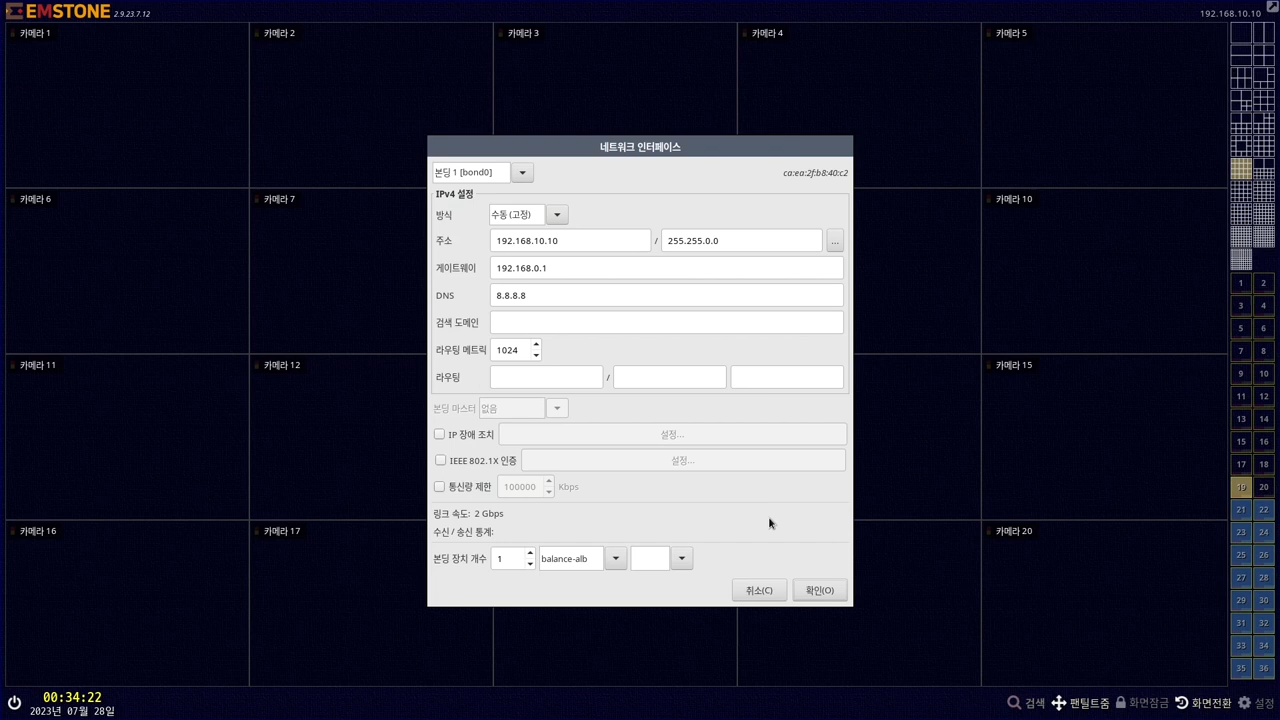 EMSTONE 2.9.23.7.12
192.168.10.10
카메라 1
카메라 2
카메라 3
카메라 4
카메라 5
네트워크 인터페이스
본딩 1 [bond0]
ca:ea:2f:b8:40:c2
IPv4 설정
방식 수동 (고정)
주소 192.168.10.10 / 255.255.0.0 ...
게이트웨이 192.168.0.1
DNS 8.8.8.8
검색 도메인
라우팅 메트릭 1024
라우팅 /
본딩 마스터 없음
IP 장애 조치 설정...
IEEE 802.1X 인증 설정...
통신량 제한 100000 Kbps
링크 속도: 2 Gbps
수신 / 송신 통계:
본딩 장치 개수 1 balance-alb
취소(C) 확인(O)
카메라 6
카메라 7
카메라 10
카메라 11
카메라 12
카메라 15
카메라 16
카메라 17
카메라 20
1 2
3 4
5 6
7 8
9 10
11 12
13 14
15 16
17 18
19 20
21 22
23 24
25 26
27 28
29 30
31 32
33 34
35 36
00:34:22
2023년 07월 28일
검색 팬틸트줌 화면잠금 화면전환 설정